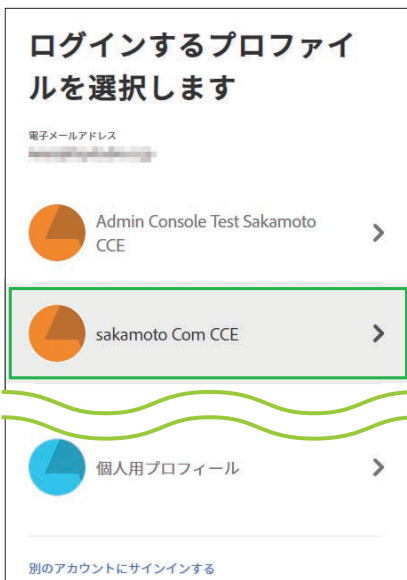 ログインするプロファイ
ルを選択します
電子メールアドレス
Admin Console Test Sakamoto
CCE
sakamoto Com CCE
個人用プロフィール
別のアカウントにサインインする